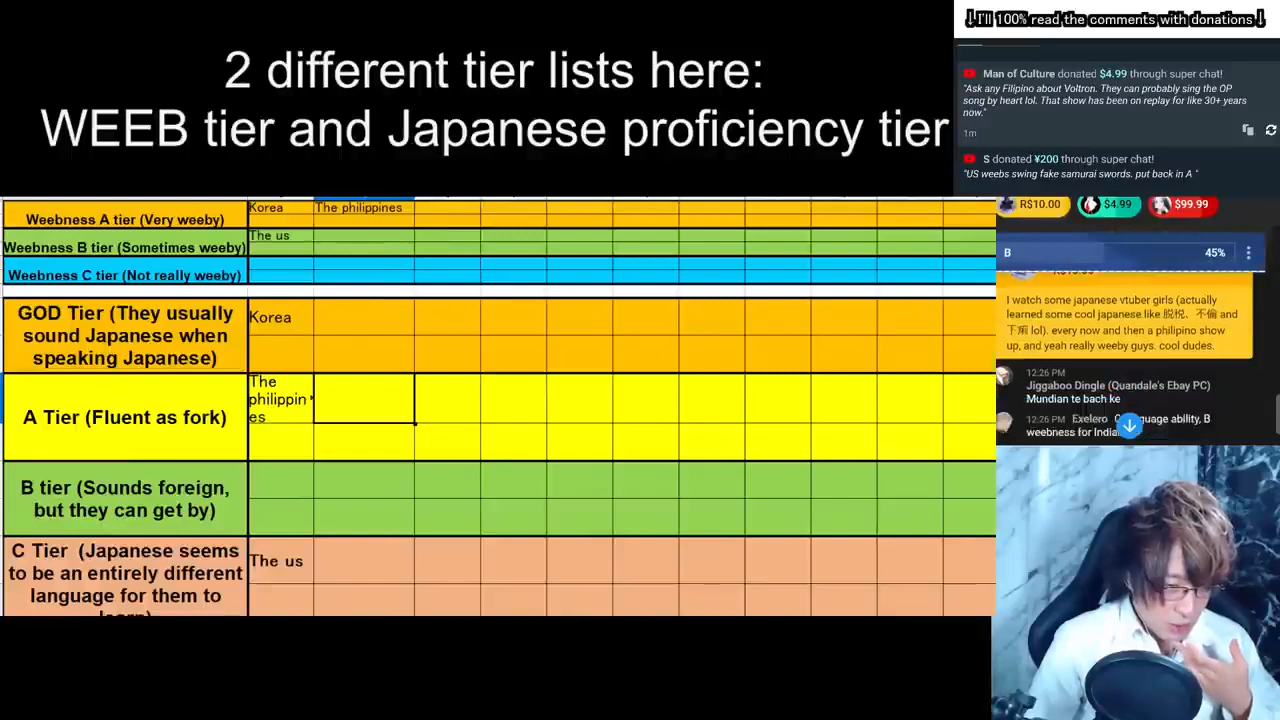 2 different tier lists here:
WEEB tier and Japanese proficiency tier
↓I'll 100% read the comments with donations↓
Man of Culture donated $4.99 through super chat!
"Ask any Filipino about Voltron. They can probably sing the OP
song by heart lol. That show has been on replay for like 30+ years
now."
1m
S donated ¥200 through super chat!
"US weebs swing fake samurai swords. put back in A "
R$10.00 $4.99 $99.99
B 45%
I watch some japanese vtuber girls (actually
learned some cool japanese like 脱税、不倫 and
下痢 lol). every now and then a philipino show
up, and yeah really weeby guys. cool dudes.
12:26 PM
Jiggaboo Dingle (Quandale's Ebay PC)
Mundian te bach ke
12:26 PM Exelero guage ability, B
weebness for India
Weebness A tier (Very weeby)
Korea
The philippines
Weebness B tier (Sometimes weeby)
The us
Weebness C tier (Not really weeby)
GOD Tier (They usually
sound Japanese when
speaking Japanese)
Korea
A Tier (Fluent as fork)
The
philippin
es
B tier (Sounds foreign,
but they can get by)
C Tier (Japanese seems
to be an entirely different
language for them to
The us